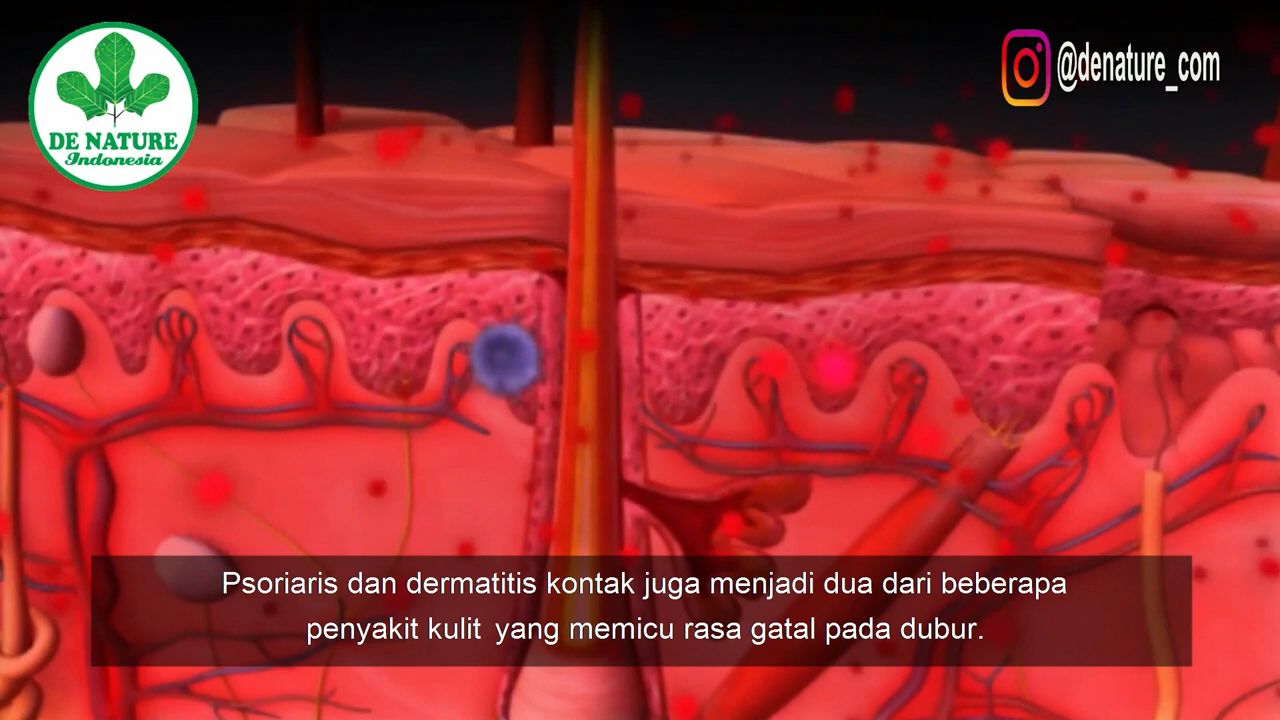 DE NATURE
Indonesia
@denature_com
Psoriaris dan dermatitis kontak juga menjadi dua dari beberapa
penyakit kulit yang memicu rasa gatal pada dubur.